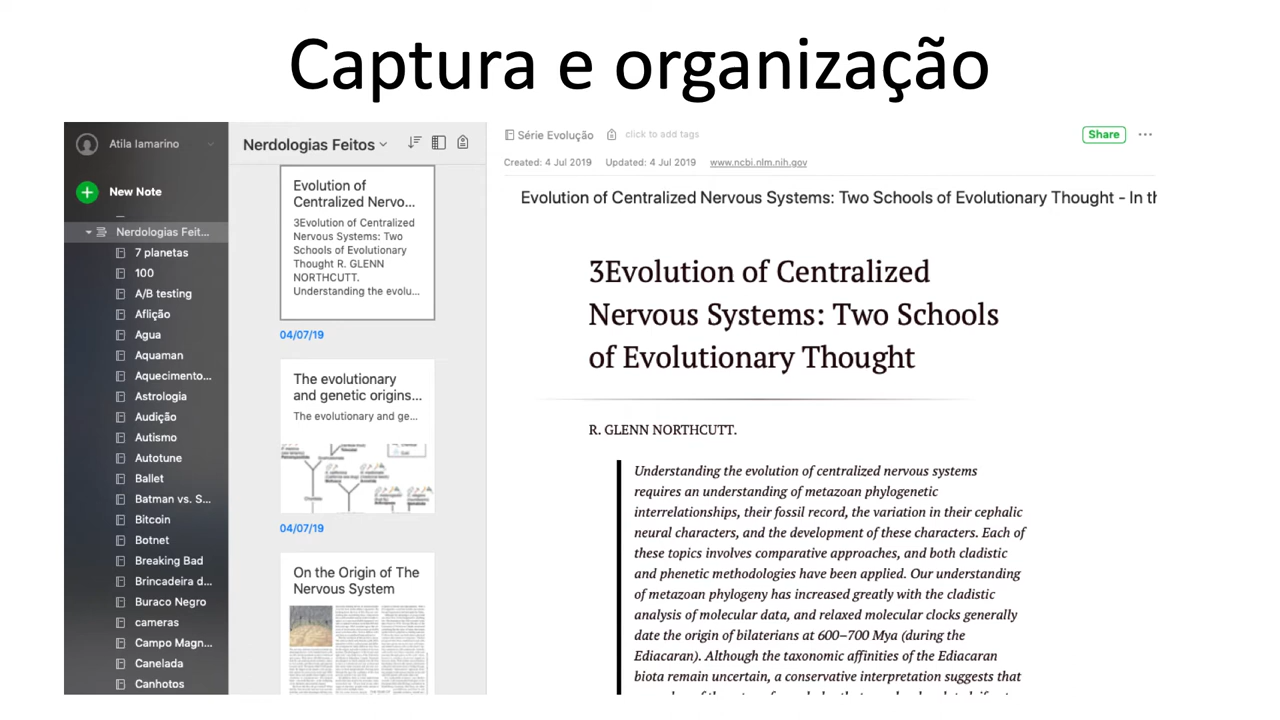 Captura e organização
Atila Iamarino
New Note
Nerdologias Feit...
7 planetas
100
A/B testing
Aflição
Agua
Aquaman
Aquecimento...
Astrologia
Audição
Autismo
Autotune
Ballet
Batman vs. S...
Bitcoin
Botnet
Breaking Bad
Brincadeira d...
Buraco Negro
cameras
Campo Magn...
Canelada
Canhotos
Nerdologias Feitos
Evolution of
Centralized Nervo...
3Evolution of Centralized
Nervous Systems: Two
Schools of Evolutionary
Thought R. GLENN
NORTHCUTT.
Understanding the evolu...
04/07/19
The evolutionary
and genetic origins...
The evolutionary and ge...
04/07/19
On the Origin of The
Nervous System
Série Evolução click to add tags
Share
Created: 4 Jul 2019 Updated: 4 Jul 2019 www.ncbi.nlm.nih.gov
Evolution of Centralized Nervous Systems: Two Schools of Evolutionary Thought - In th
3Evolution of Centralized
Nervous Systems: Two Schools
of Evolutionary Thought
R. GLENN NORTHCUTT.
Understanding the evolution of centralized nervous systems
requires an understanding of metazoan phylogenetic
interrelationships, their fossil record, the variation in their cephalic
neural characters, and the development of these characters. Each of
these topics involves comparative approaches, and both cladistic
and phenetic methodologies have been applied. Our understanding
of metazoan phylogeny has increased greatly with the cladistic
analysis of molecular data, and relaxed molecular clocks generally
date the origin of bilaterians at 600–700 Mya (during the
Ediacaran). Although the affinities of the Ediacaran
biota remain uncertain, a conservative interpretation suggests that